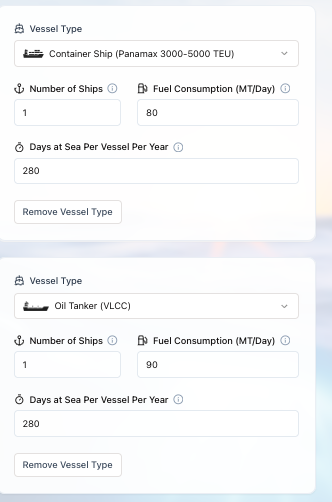 Vessel Type
Container Ship (Panamax 3000-5000 TEU)
Number of Ships Fuel Consumption (MT/Day)
1 80
Days at Sea Per Vessel Per Year
280
Remove Vessel Type
Vessel Type
Oil Tanker (VLCC)
Number of Ships Fuel Consumption (MT/Day)
1 90
Days at Sea Per Vessel Per Year
280
Remove Vessel Type